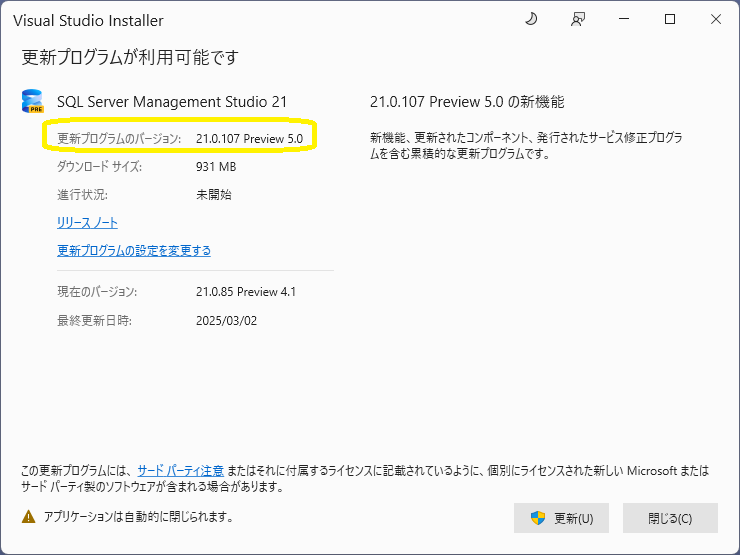 Visual Studio Installer
更新プログラムが利用可能です
PRE
SQL Server Management Studio 21
更新プログラムのバージョン: 21.0.107 Preview 5.0
ダウンロード サイズ: 931 MB
進行状況: 未開始
リリース ノート
更新プログラムの設定を変更する
現在のバージョン: 21.0.85 Preview 4.1
最終更新日時: 2025/03/02
21.0.107 Preview 5.0 の新機能
新機能、更新されたコンポーネント、発行されたサービス修正プログラ
ムを含む累積的な更新プログラムです。
この更新プログラムには、サード パーティ注意 またはそれに付属するライセンスに記載されているように、個別にライセンスされた新しい Microsoft または
サード パーティ製のソフトウェアが含まれる場合があります。
アプリケーションは自動的に閉じられます。
更新(U)
閉じる(C)